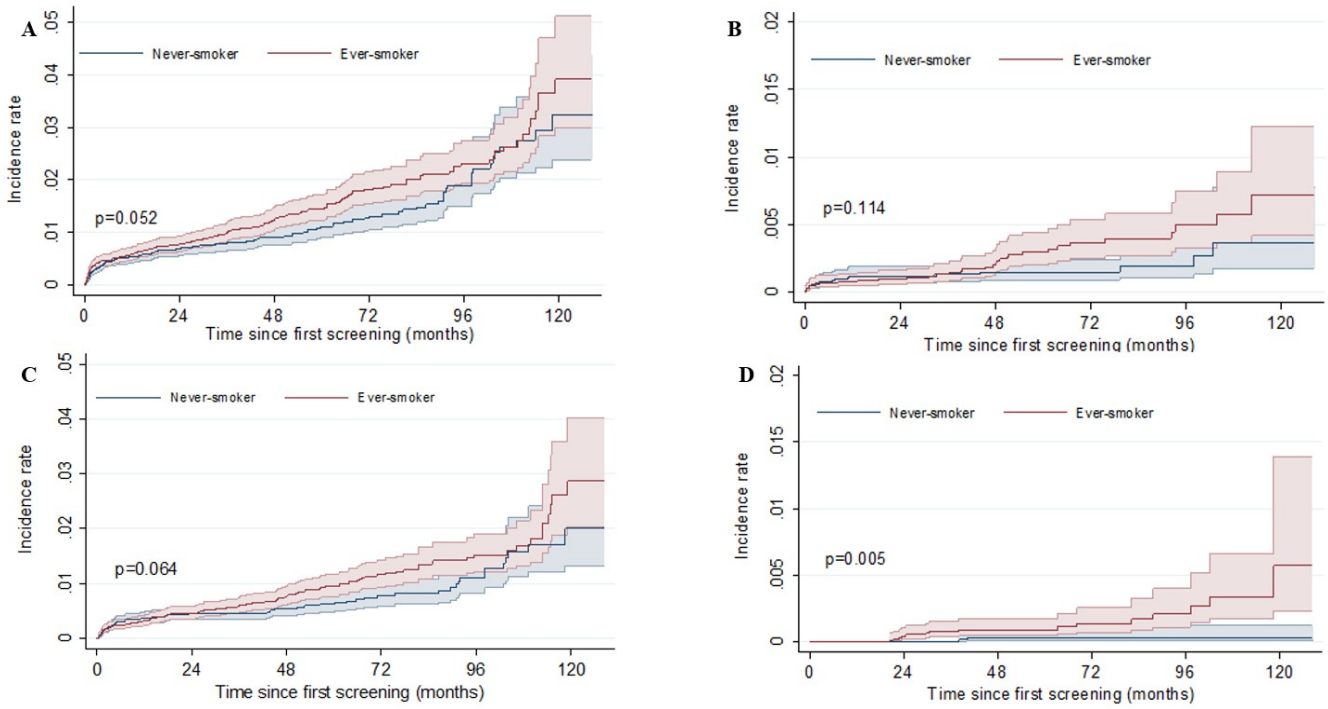 A
Never-smoker
Ever-smoker
Incidence rate
.05
.04
.03
.02
.01
0
p=0.052
0 24 48 72 96 120
Time since first screening (months)
B
Never-smoker
Ever-smoker
Incidence rate
.02
.015
.01
.005
0
p=0.114
0 24 48 72 96 120
Time since first screening (months)
C
Never-smoker
Ever-smoker
Incidence rate
.05
.04
.03
.02
.01
0
p=0.064
0 24 48 72 96 120
Time since first screening (months)
D
Never-smoker
Ever-smoker
Incidence rate
.02
.015
.01
.005
0
p=0.005
0 24 48 72 96 120
Time since first screening (months)